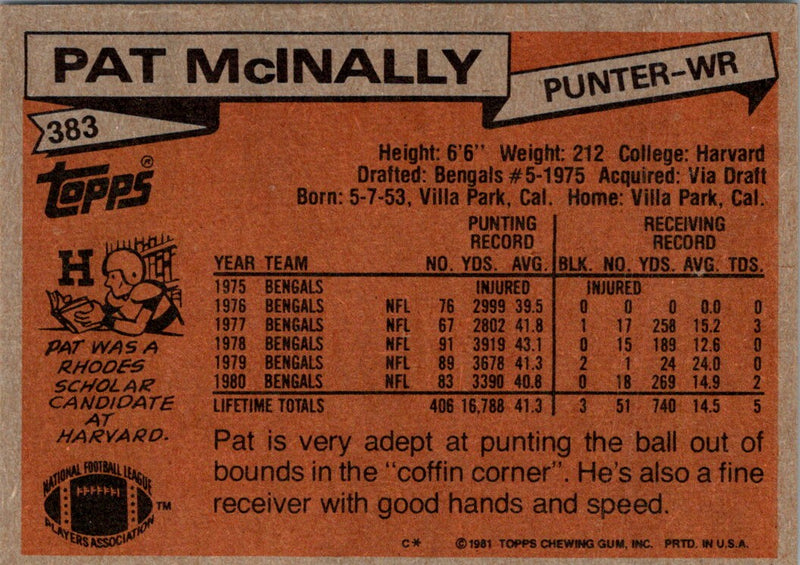 PAT McINALLY
PUNTER-WR
383
Topps®
Height: 6'6" Weight: 212 College: Harvard
Drafted: Bengals #5-1975 Acquired: Via Draft
Born: 5-7-53, Villa Park, Cal. Home: Villa Park, Cal.
PUNTING RECEIVING
RECORD RECORD
YEAR TEAM NO. YDS. AVG. BLK. NO. YDS. AVG. TDS.
1975 BENGALS INJURED INJURED
1976 BENGALS NFL 76 2999 39.5 0 0 0 0.0 0
1977 BENGALS NFL 67 2802 41.8 1 17 258 15.2 3
1978 BENGALS NFL 91 3919 43.1 0 15 189 12.6 0
1979 BENGALS NFL 89 3678 41.3 2 1 24 24.0 0
1980 BENGALS NFL 83 3390 40.8 0 18 269 14.9 2
LIFETIME TOTALS 406 16,788 41.3 3 51 740 14.5 5
H
PAT WAS A
RHODES
SCHOLAR
CANDIDATE
AT
HARVARD.
Pat is very adept at punting the ball out of
bounds in the "coffin corner". He's also a fine
receiver with good hands and speed.
NATIONAL FOOTBALL LEAGUE
PLAYERS ASSOCIATION
TM
C* © 1981 TOPPS CHEWING GUM, INC. PRTD. IN U.S.A.